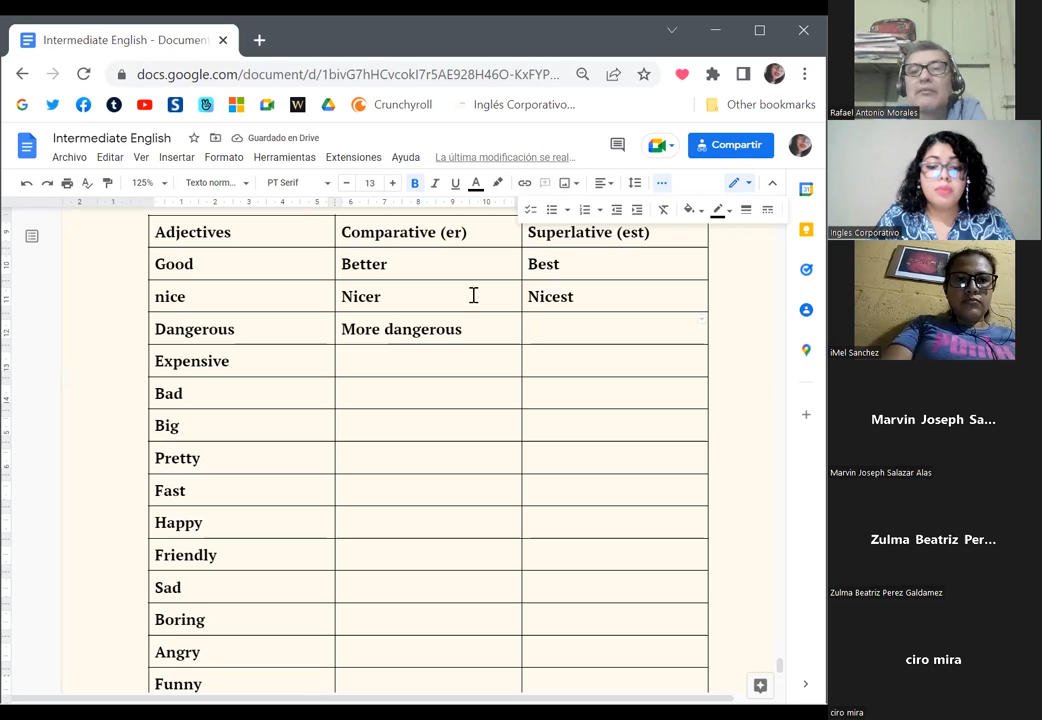 Intermediate English - Document
docs.google.com/document/d/1bivG7hHCvcokI7r5AE928H46O-KxFYP...
Crunchyroll
Inglés Corporativo...
Other bookmarks
Intermediate English
Guardado en Drive
Archivo Editar Ver Insertar Formato Herramientas Extensiones Ayuda La última modificación se real...
Compartir
125% Texto norm... PT Serif 13
Adjectives Comparative (er) Superlative (est)
Good Better Best
nice Nicer Nicest
Dangerous More dangerous
Expensive
Bad
Big
Pretty
Fast
Happy
Friendly
Sad
Boring
Angry
Funny
Rafael Antonio Morales
Ingles Corporativo
iMel Sanchez
Marvin Joseph Sa...
Marvin Joseph Salazar Alas
Zulma Beatriz Per...
Zulma Beatriz Perez Galdamez
ciro mira
ciro mira